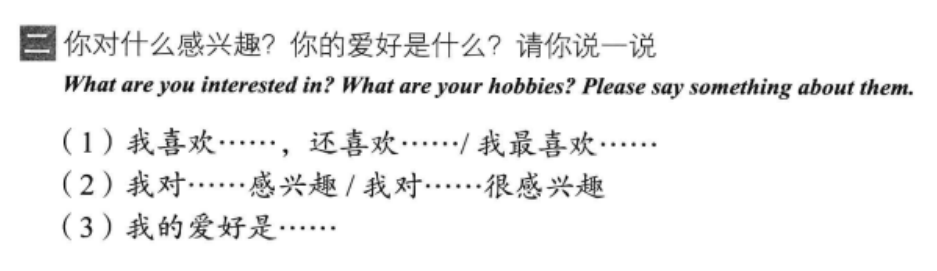 二 你对什么感兴趣？你的爱好是什么？请你说一说
What are you interested in? What are your hobbies? Please say something about them.
（1）我喜欢……，还喜欢……/ 我最喜欢……
（2）我对……感兴趣 / 我对……很感兴趣
（3）我的爱好是……